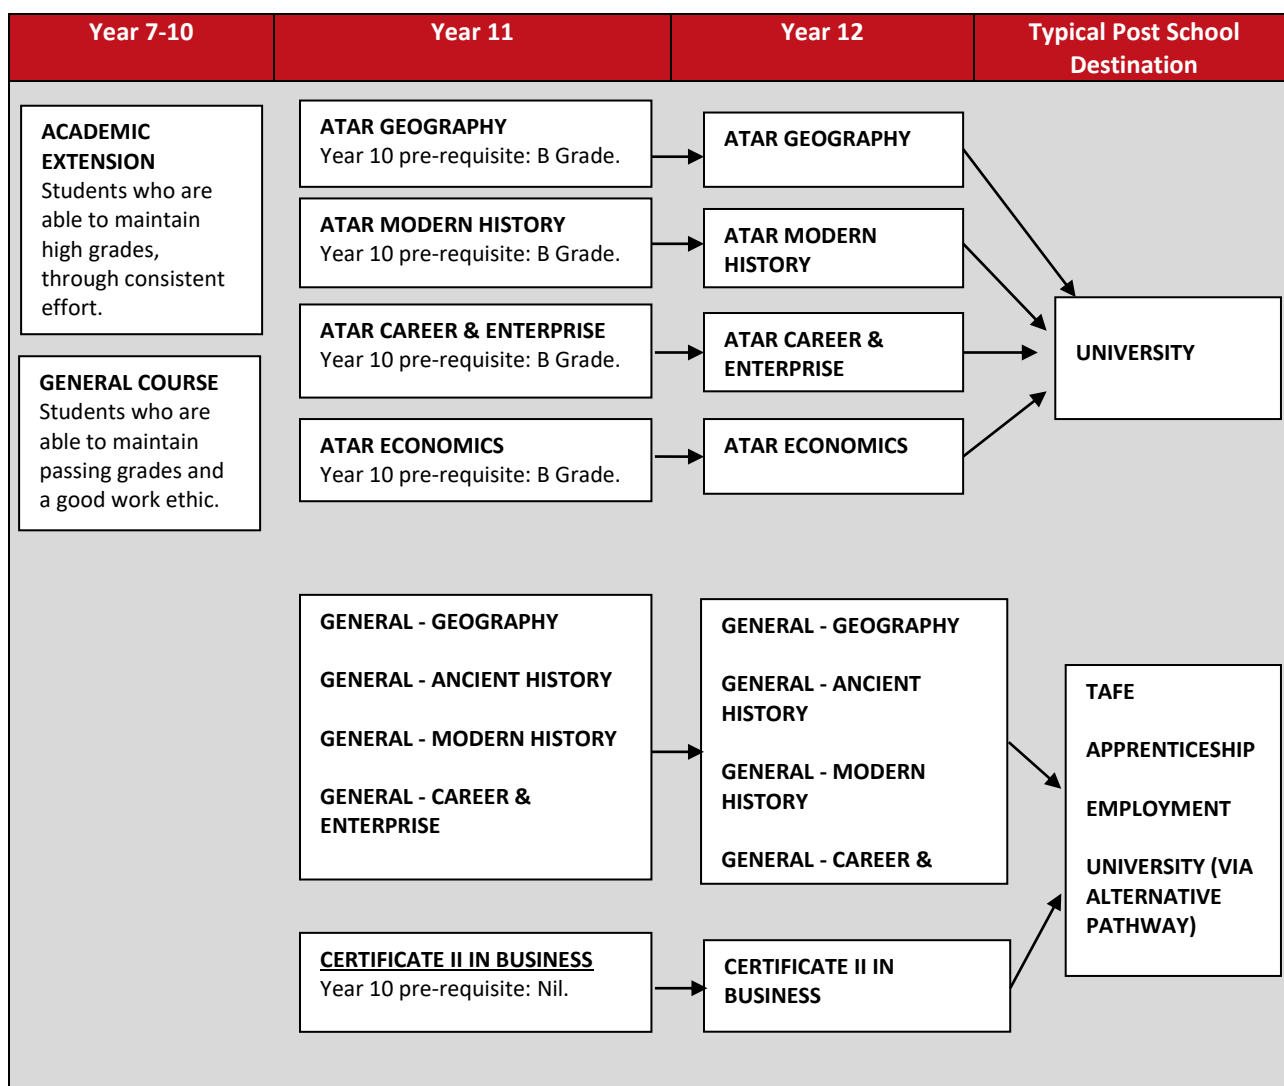 Year 7-10
Year 11
Year 12
Typical Post School
Destination
ACADEMIC
EXTENSION
Students who are
able to maintain
high grades,
through consistent
effort.
GENERAL COURSE
Students who are
able to maintain
passing grades and
a good work ethic.
ATAR GEOGRAPHY
Year 10 pre-requisite: B Grade.
ATAR MODERN HISTORY
Year 10 pre-requisite: B Grade.
ATAR CAREER & ENTERPRISE
Year 10 pre-requisite: B Grade.
ATAR ECONOMICS
Year 10 pre-requisite: B Grade.
ATAR GEOGRAPHY
ATAR MODERN
HISTORY
ATAR CAREER &
ENTERPRISE
ATAR ECONOMICS
UNIVERSITY
GENERAL - GEOGRAPHY
GENERAL - ANCIENT HISTORY
GENERAL - MODERN HISTORY
GENERAL - CAREER &
ENTERPRISE
GENERAL - GEOGRAPHY
GENERAL - ANCIENT
HISTORY
GENERAL - MODERN
HISTORY
GENERAL - CAREER &
CERTIFICATE II IN BUSINESS
Year 10 pre-requisite: Nil.
CERTIFICATE II IN
BUSINESS
TAFE
APPRENTICESHIP
EMPLOYMENT
UNIVERSITY (VIA
ALTERNATIVE
PATHWAY)